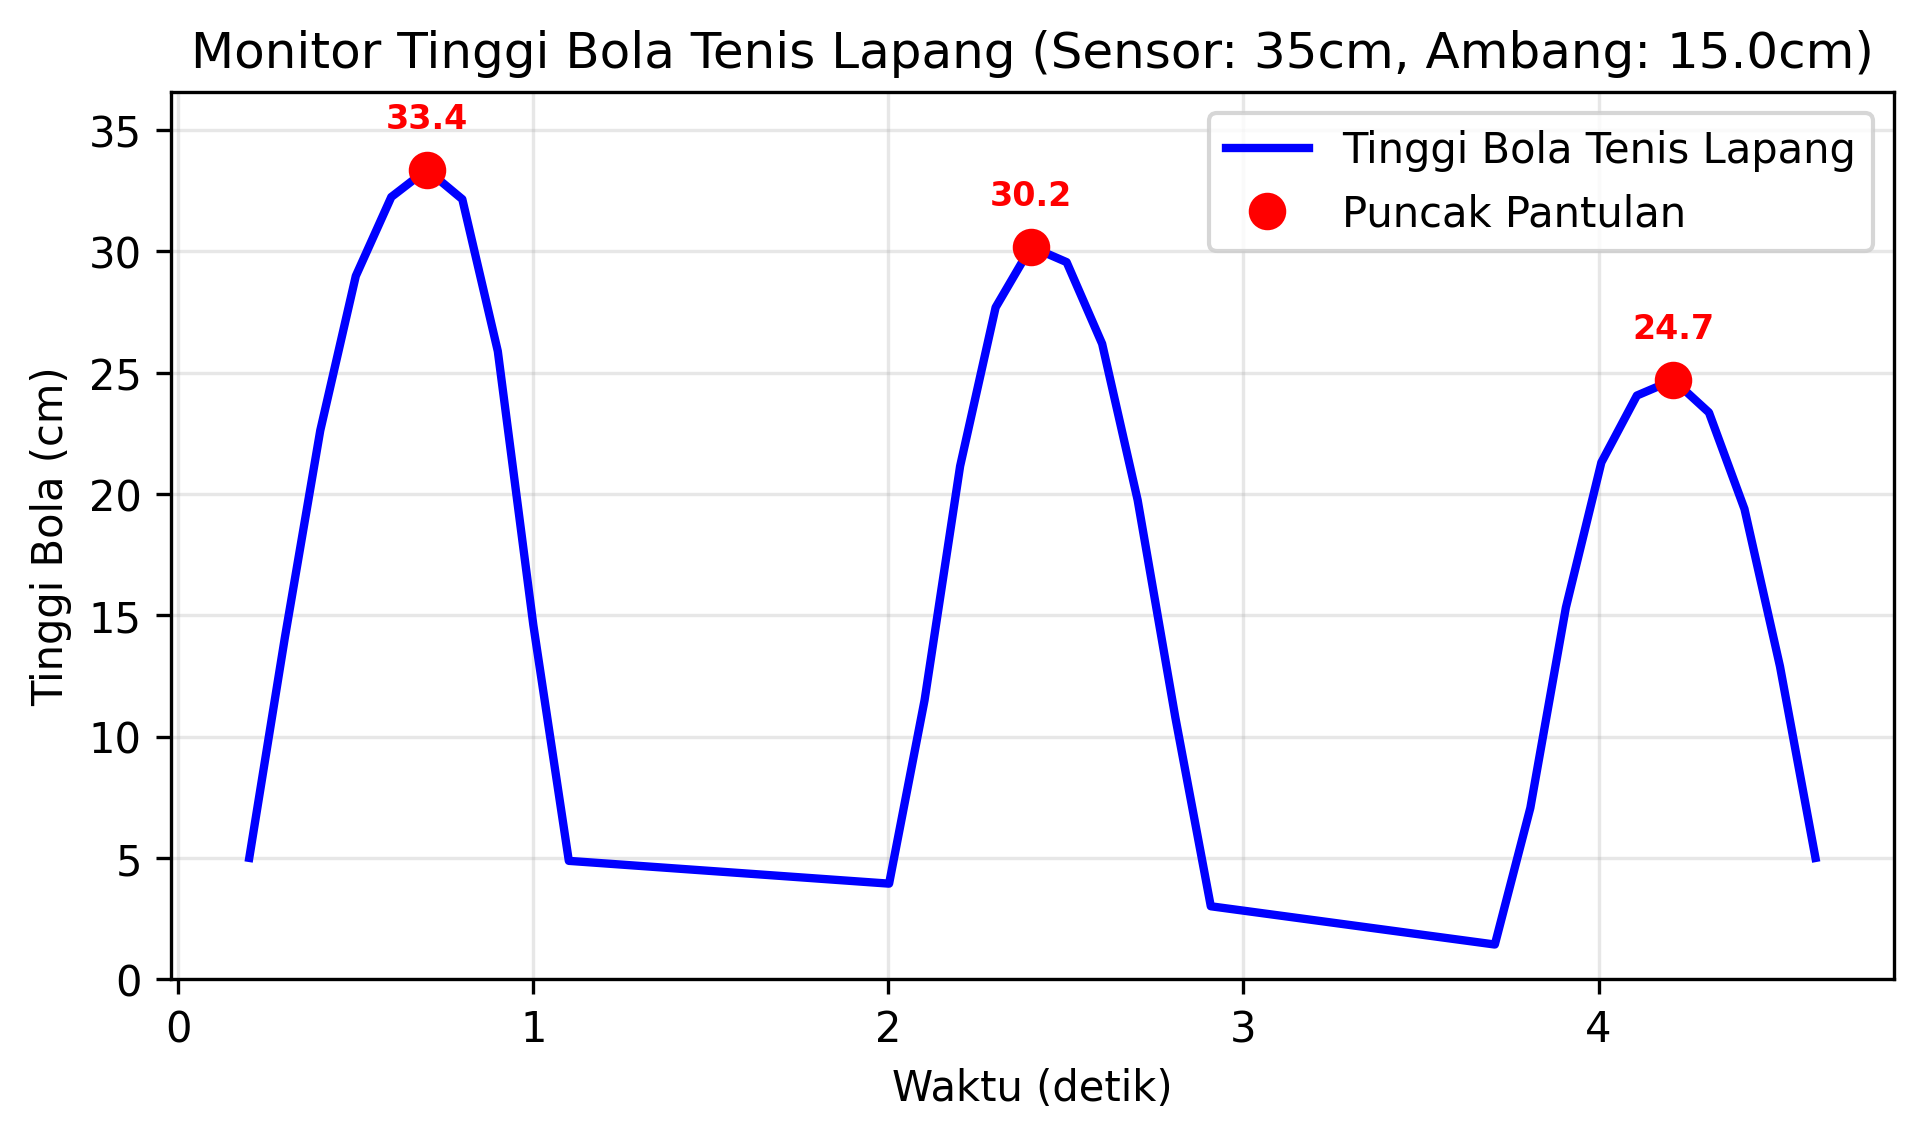 Monitor Tinggi Bola Tenis Lapang (Sensor: 35cm, Ambang: 15.0cm)
33.4
30.2
24.7
Tinggi Bola Tenis Lapang
Puncak Pantulan
Tinggi Bola (cm)
35
30
25
20
15
10
5
0
0 1 2 3 4
Waktu (detik)